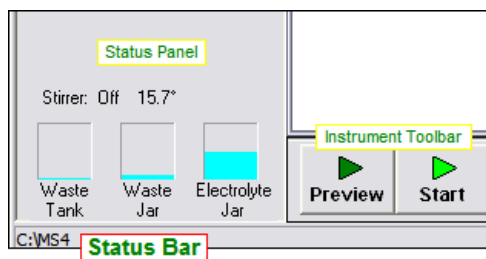 Status Panel
Stirrer: Off 15.7°
Waste Tank
Waste Jar
Electrolyte Jar
Instrument Toolbar
Preview
Start
C:\MS4
Status Bar